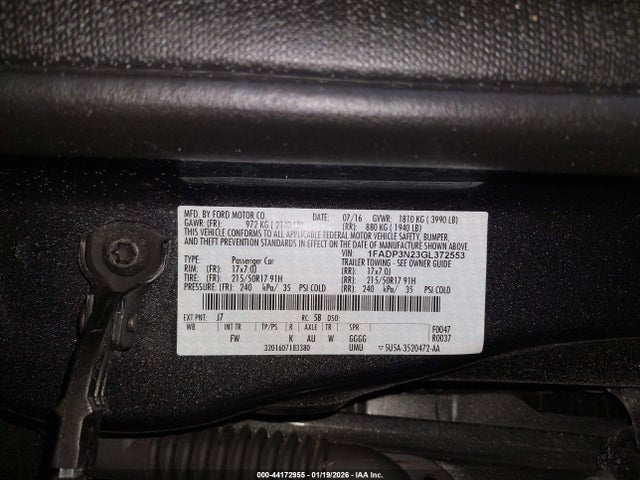 MFD. BY FORD MOTOR CO. DATE: 07/16 GVWR: 1810 KG ( 3990 LB)
GAWR: (FR): 972 KG ( LB) (RR): 880 KG ( 1940 LB)
THIS VEHICLE CONFORMS TO ALL APPLICABLE FEDERAL MOTOR VEHICLE SAFETY, BUMPER,
AND THEFT PREVENTION STANDARDS IN EFFECT ON THE DATE OF MANUFACTURE SHOWN ABOVE.
VIN: 1FADP3N23GL372553
TYPE: Passenger Car TRAILER TOWING - SEE OWNER GUIDE
RIM: (FR) 17x7.0J (RR) 17x7.0J
TIRE: (FR) 215/50R17 91H (RR) 215/50R17 91H
PRESSURE: (FR) 240 kPa/ 35 PSI COLD (RR) 240 kPa/ 35 PSI COLD
EXT PNT: J7 RC: 5B DSO:
WB INT TR TP/PS R AXLE TR SPR F0047
FW K AU W GGGG R0037
3201607183380 UMU 5U5A-3520472-AA
000-44172955 - 01/19/2026 - IAA Inc.